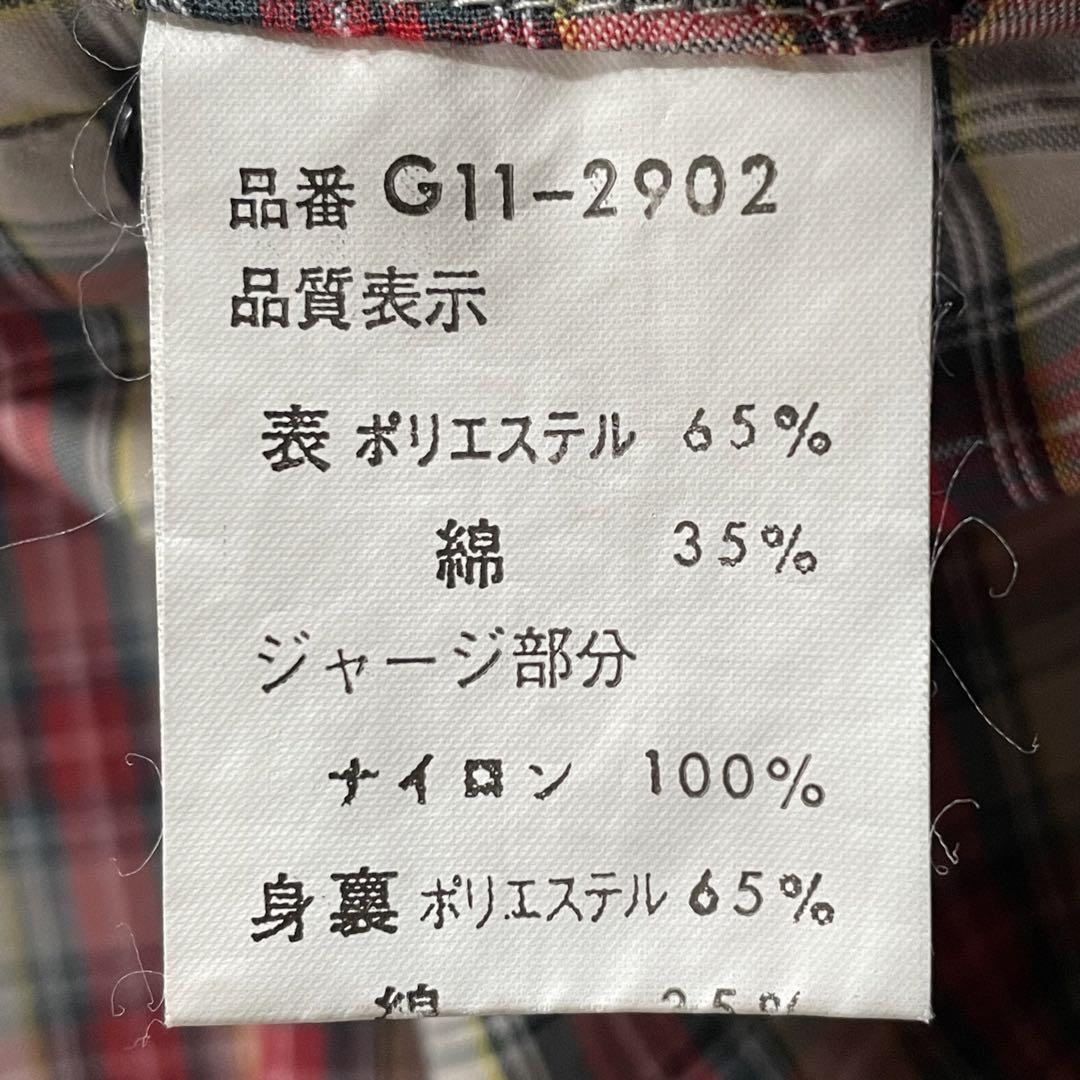 品番 G11-2902
品質表示
表 ポリエステル 65%
綿 35%
ジャージ部分
ナイロン 100%
身裏 ポリエステル 65%
綿 35%